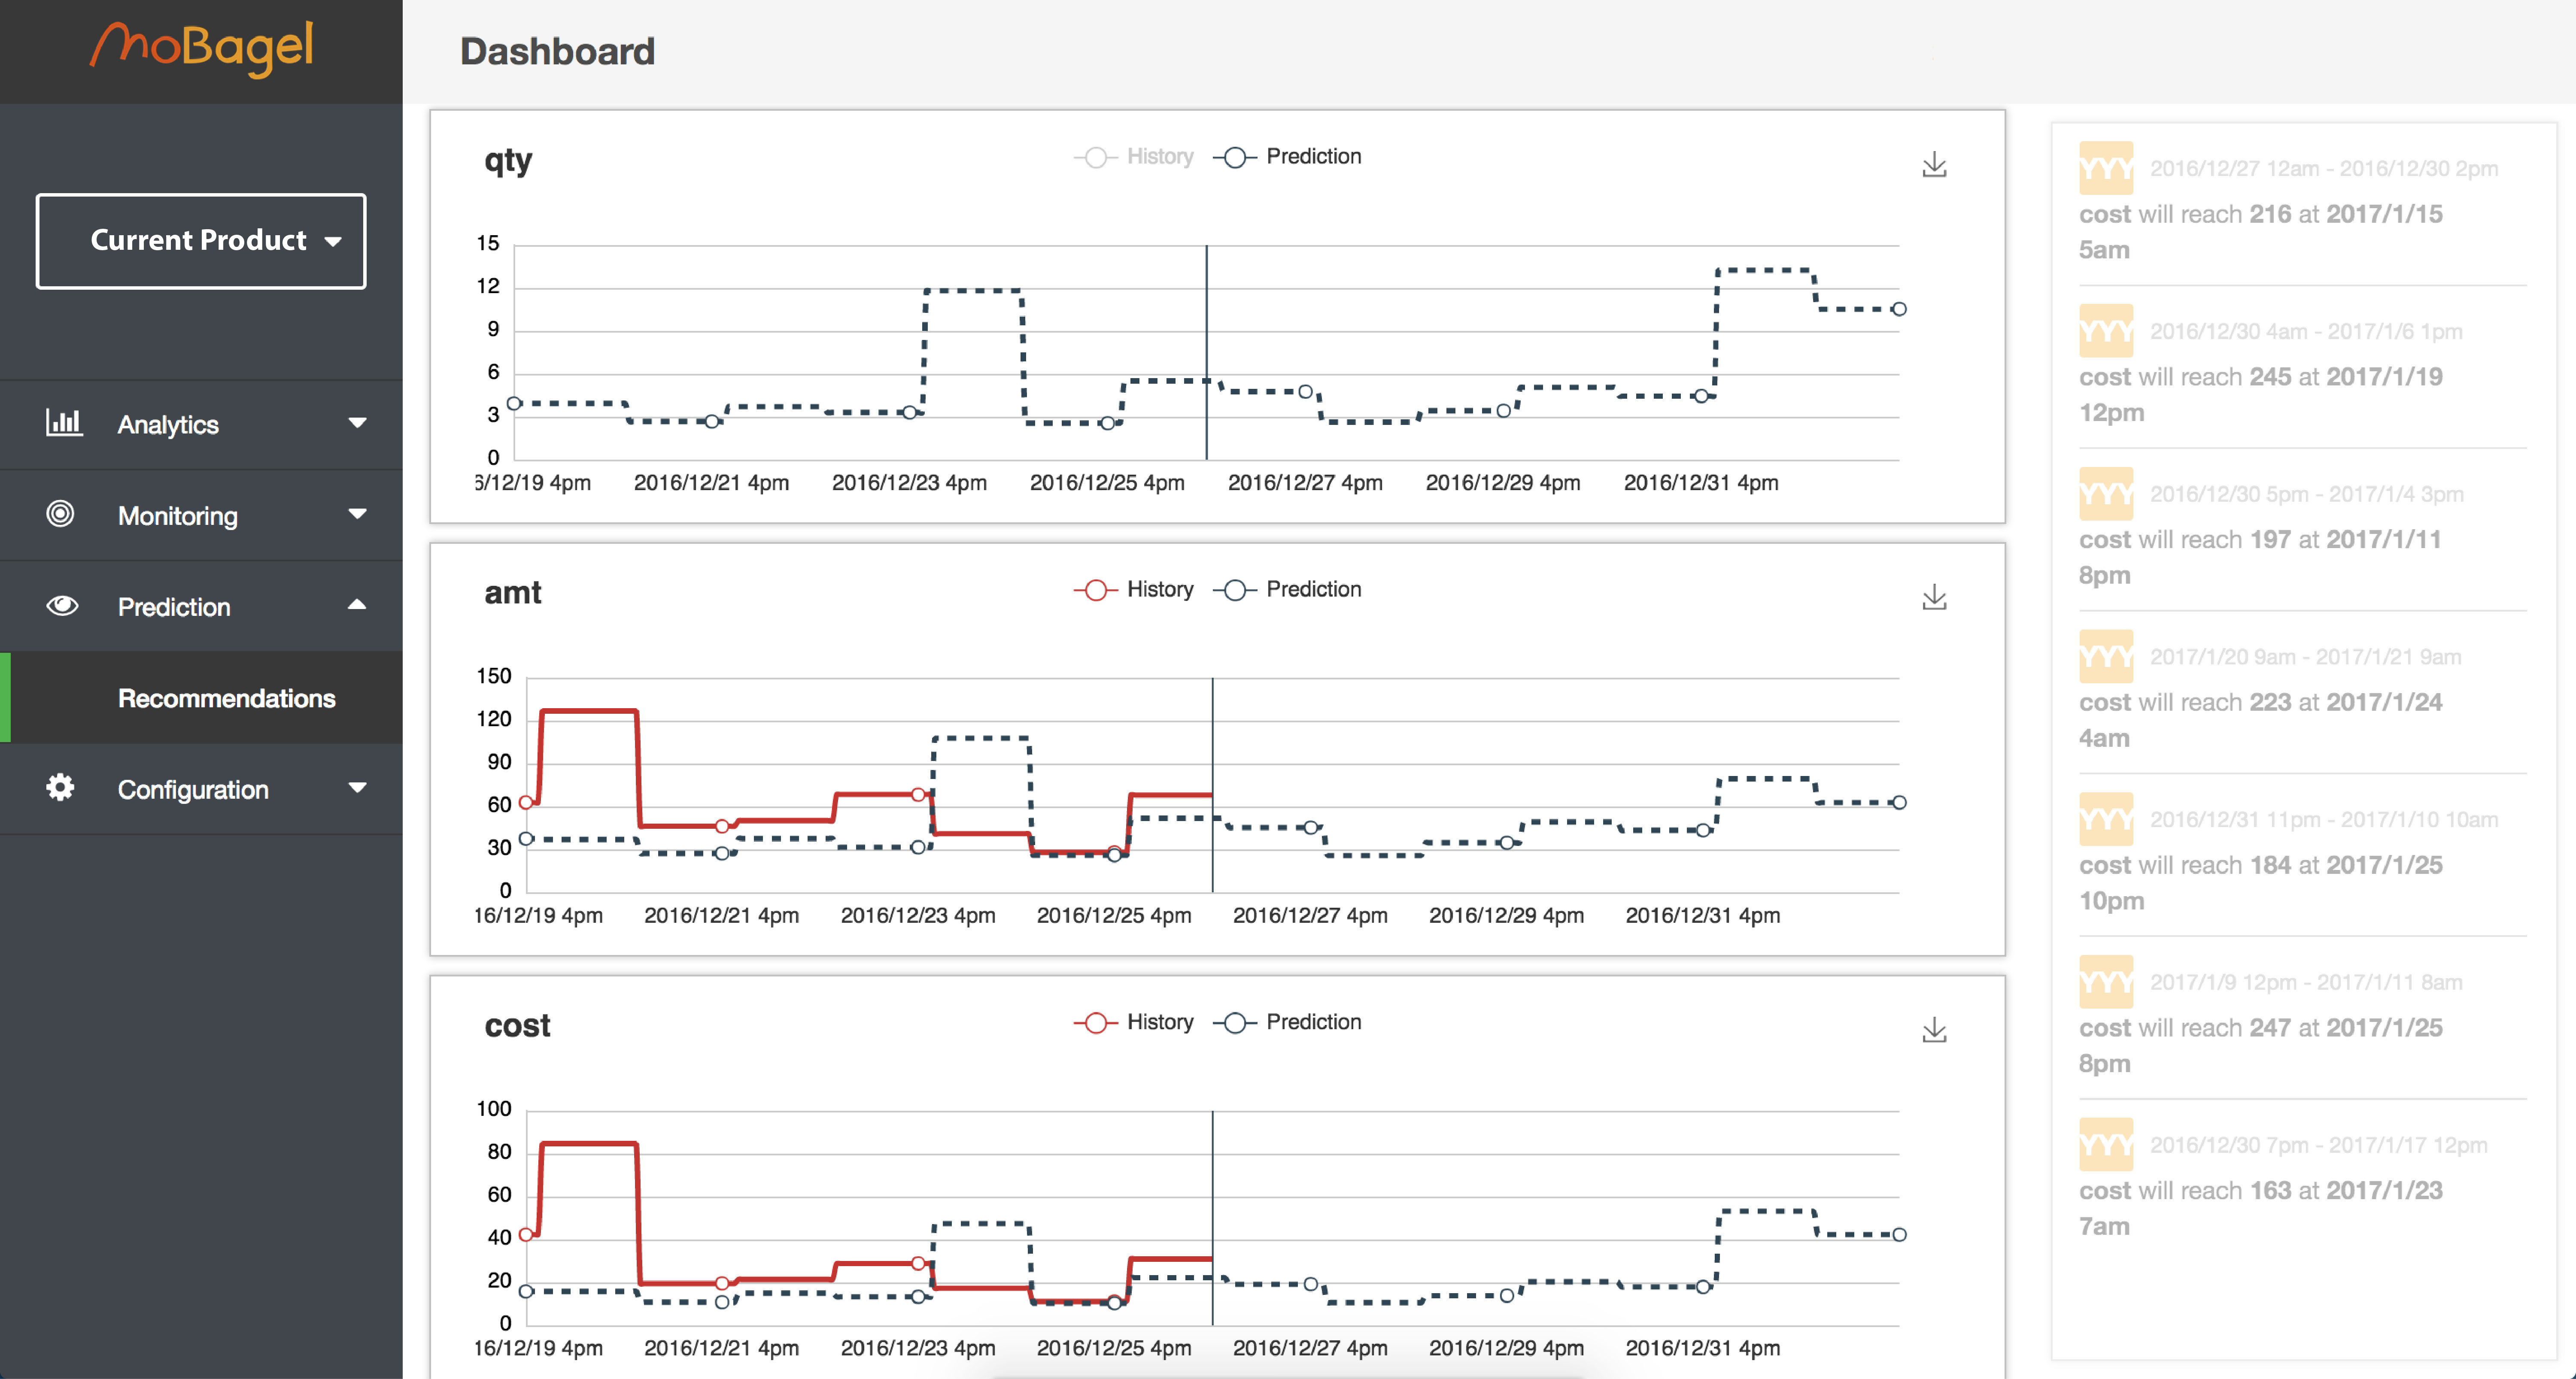 MoBagel
Dashboard
Current Product
Analytics
Monitoring
Prediction
Recommendations
Configuration
qty
History Prediction
15
12
9
6
3
0
6/12/19 4pm 2016/12/21 4pm 2016/12/23 4pm 2016/12/25 4pm 2016/12/27 4pm 2016/12/29 4pm 2016/12/31 4pm
amt
History Prediction
150
120
90
60
30
0
16/12/19 4pm 2016/12/21 4pm 2016/12/23 4pm 2016/12/25 4pm 2016/12/27 4pm 2016/12/29 4pm 2016/12/31 4pm
cost
History Prediction
100
80
60
40
20
0
16/12/19 4pm 2016/12/21 4pm 2016/12/23 4pm 2016/12/25 4pm 2016/12/27 4pm 2016/12/29 4pm 2016/12/31 4pm
YYY 2016/12/27 12am - 2016/12/30 2pm
cost will reach 216 at 2017/1/15
5am
YYY 2016/12/30 4am - 2017/1/6 1pm
cost will reach 245 at 2017/1/19
12pm
YYY 2016/12/30 5pm - 2017/1/4 3pm
cost will reach 197 at 2017/1/11
8pm
YYY 2017/1/20 9am - 2017/1/21 9am
cost will reach 223 at 2017/1/24
4am
YYY 2016/12/31 11pm - 2017/1/10 10am
cost will reach 184 at 2017/1/25
10pm
YYY 2017/1/9 12pm - 2017/1/11 8am
cost will reach 247 at 2017/1/25
8pm
YYY 2016/12/30 7pm - 2017/1/17 12pm
cost will reach 163 at 2017/1/23
7am